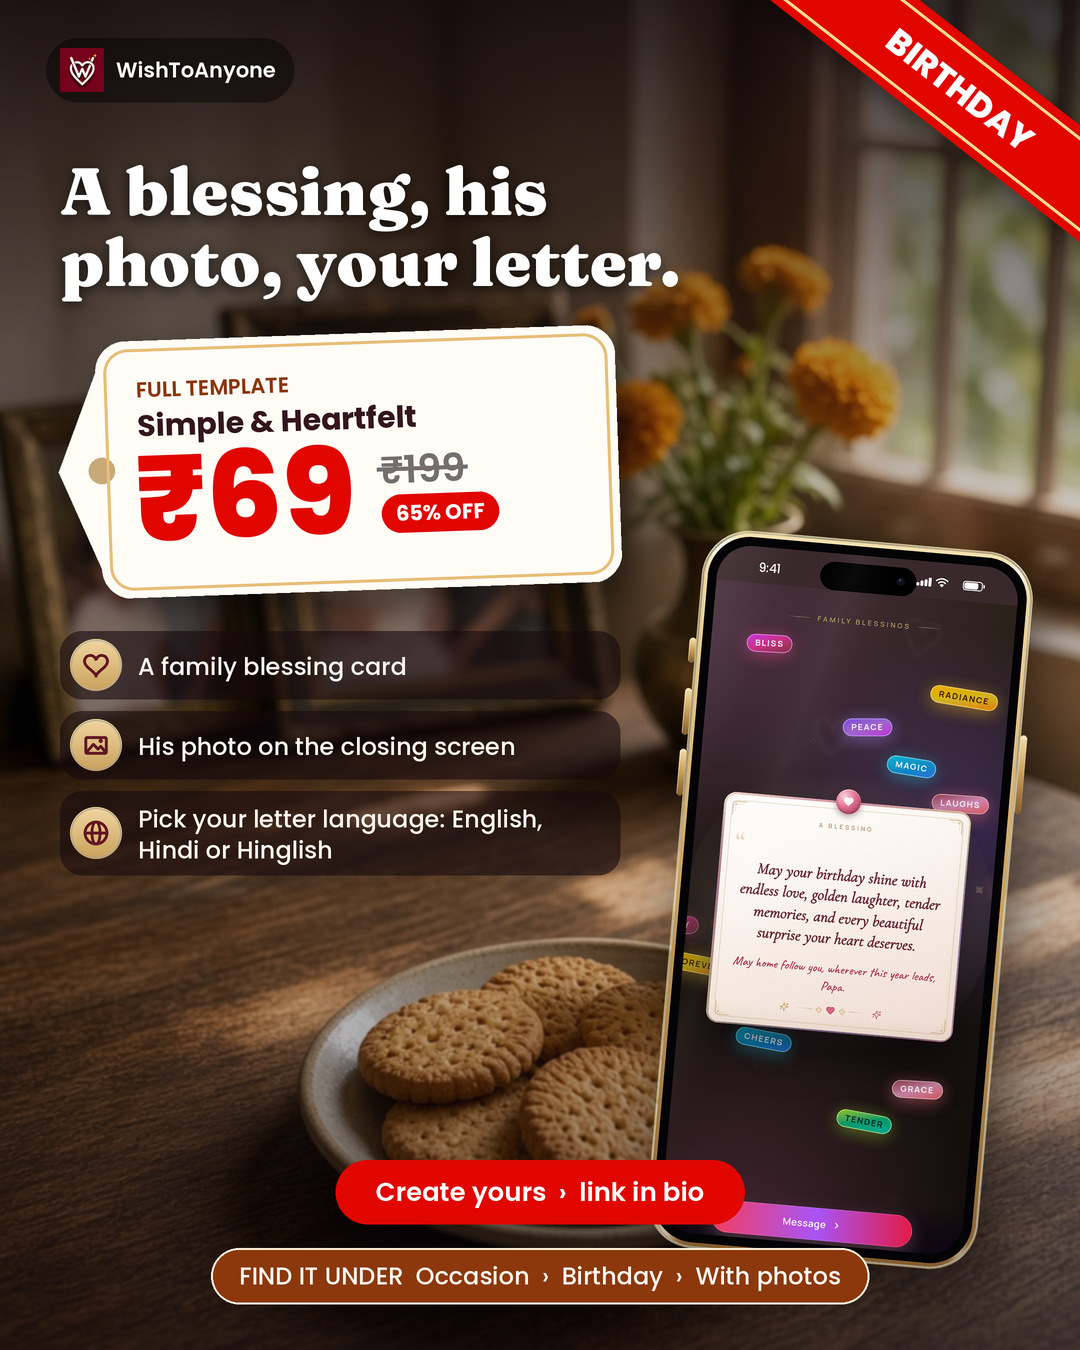 WishToAnyone
BIRTHDAY
A blessing, his
photo, your letter.
FULL TEMPLATE
Simple & Heartfelt
₹69
₹199
65% OFF
A family blessing card
His photo on the closing screen
Pick your letter language: English,
Hindi or Hinglish
9:41
FAMILY BLESSINGS
BLISS
RADIANCE
PEACE
MAGIC
LAUGHS
A BLESSING
May your birthday shine with
endless love, golden laughter, tender
memories, and every beautiful
surprise your heart deserves.
May home follow you, wherever this year leads,
Papa.
CHEERS
GRACE
TENDER
Message ›
Create yours › link in bio
FIND IT UNDER Occasion › Birthday › With photos